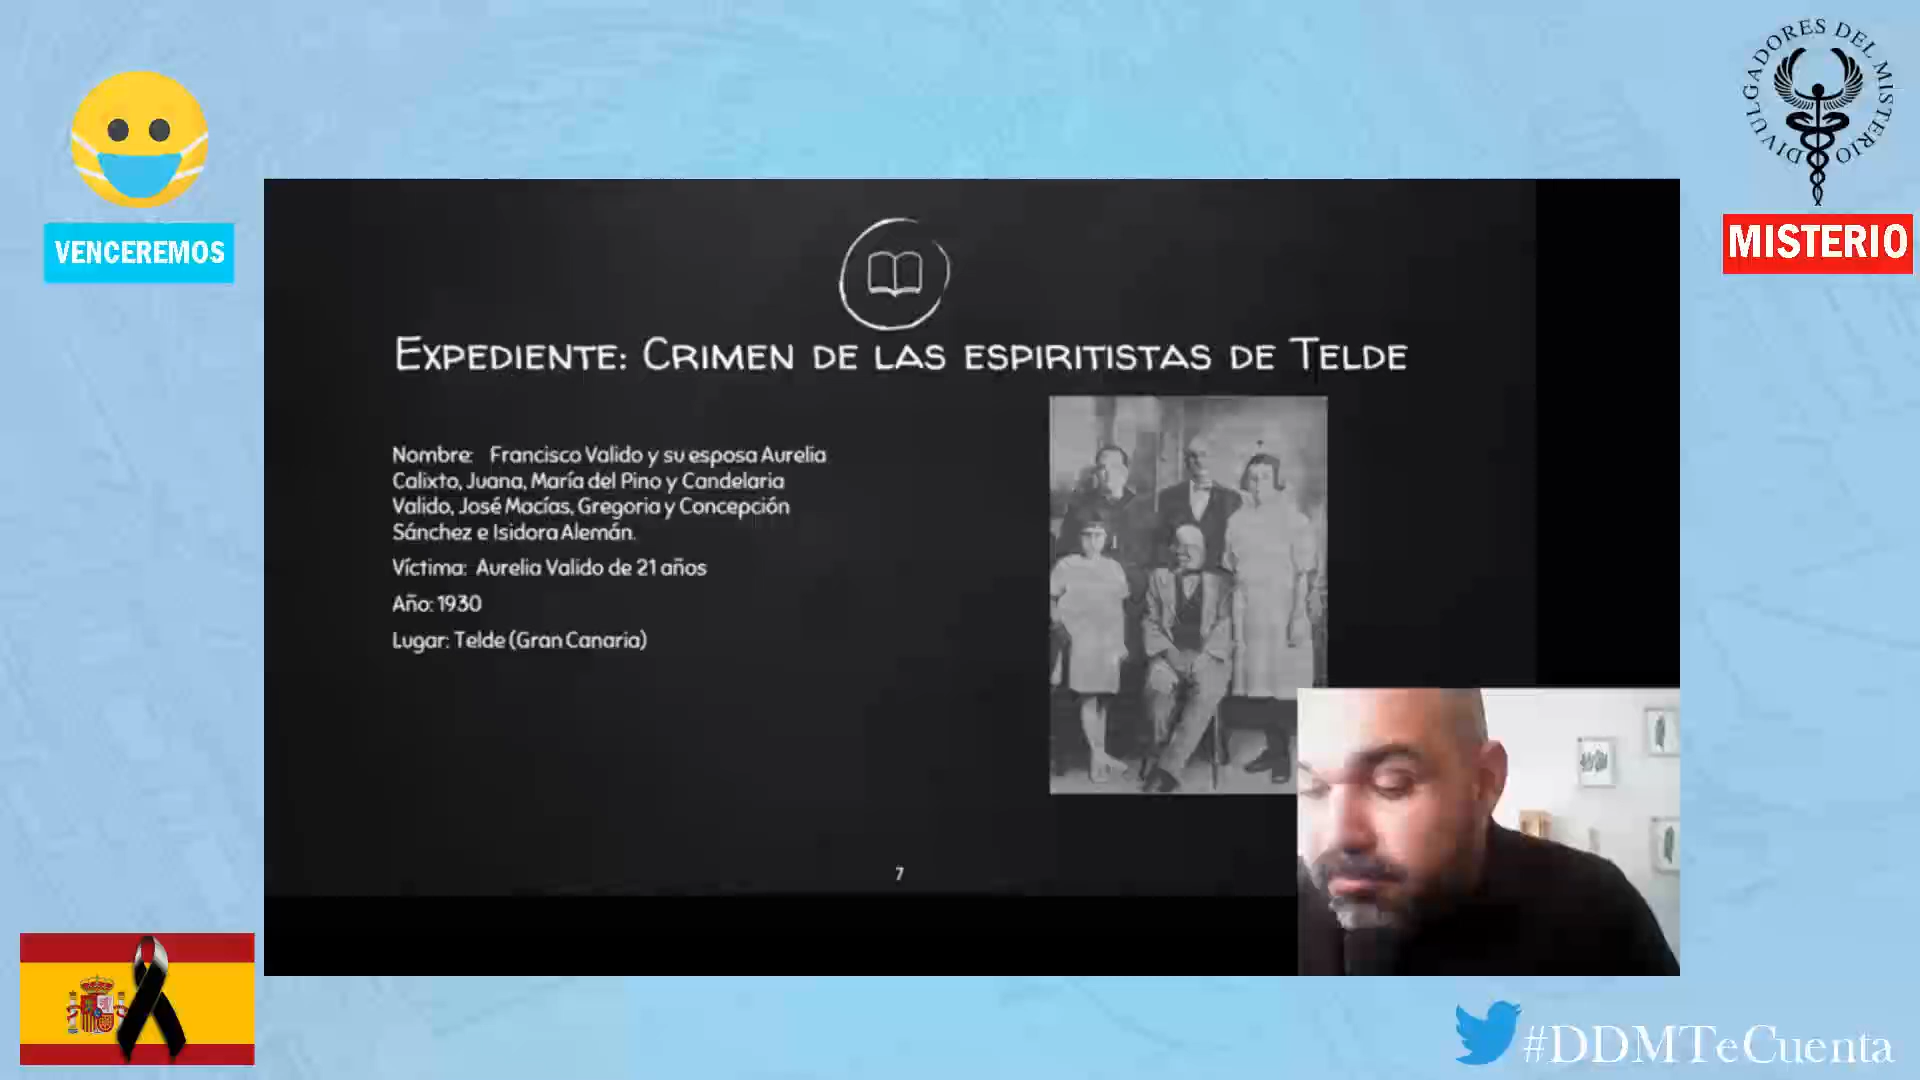 DIVULGADORES DEL MISTERIO
VENCEREMOS
MISTERIO
EXPEDIENTE: CRIMEN DE LAS ESPIRITISTAS DE TELDE
Nombre: Francisco Valido y su esposa Aurelia
Calixto, Juana, María del Pino y Candelaria
Valido, José Macías, Gregoria y Concepción
Sánchez e Isidora Alemán.
Víctima: Aurelia Valido de 21 años
Año: 1930
Lugar: Telde (Gran Canaria)
7
#DDMTeCuenta